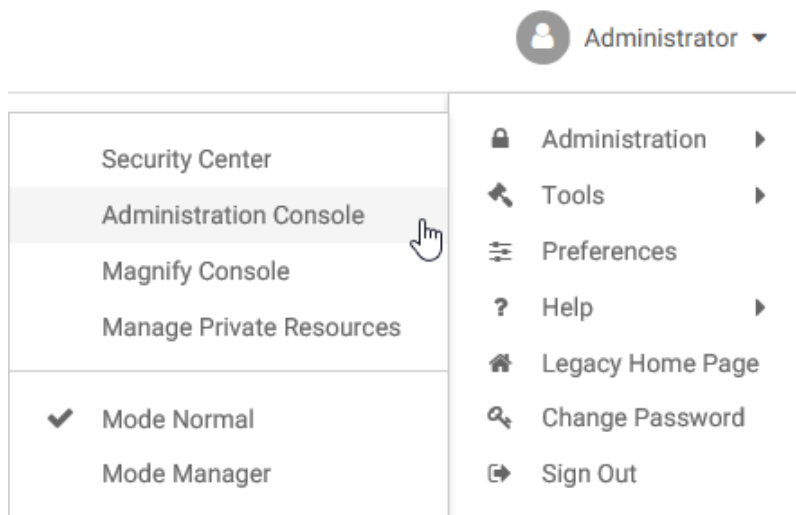 Administrator
Administration
Tools
Preferences
? Help
Legacy Home Page
Change Password
Sign Out
Security Center
Administration Console
Magnify Console
Manage Private Resources
Mode Normal
Mode Manager